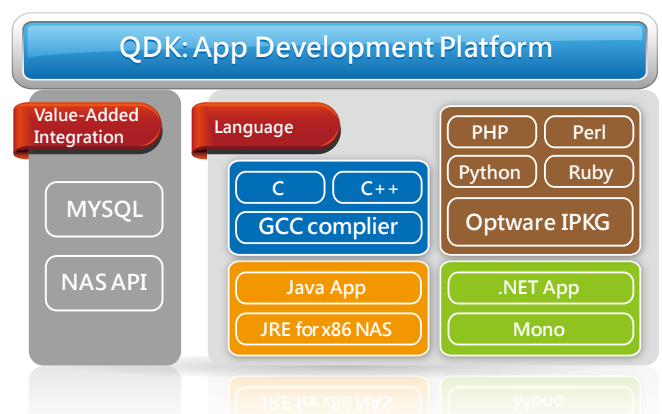 QDK: App Development Platform
Value-Added
Integration
MYSQL
NAS API
Language
C
C++
GCC complier
PHP
Perl
Python
Ruby
Optware IPKG
Java App
JRE for x86 NAS
.NET App
Mono